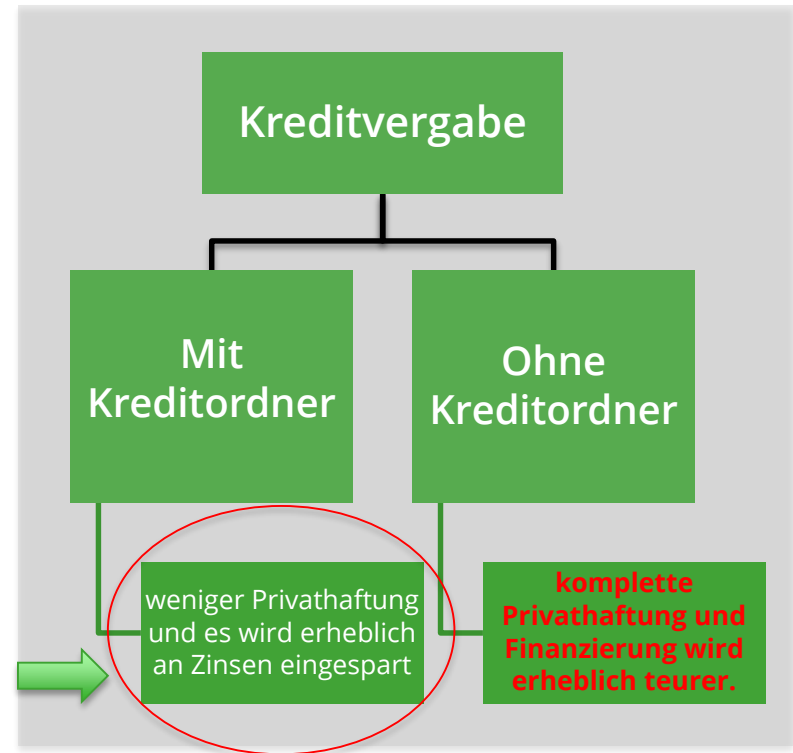 Kreditvergabe
Mit
Kreditordner
Ohne
Kreditordner
weniger Privathaftung
und es wird erheblich
an Zinsen eingespart
komplette
Privathaftung und
Finanzierung wird
erheblich teurer.